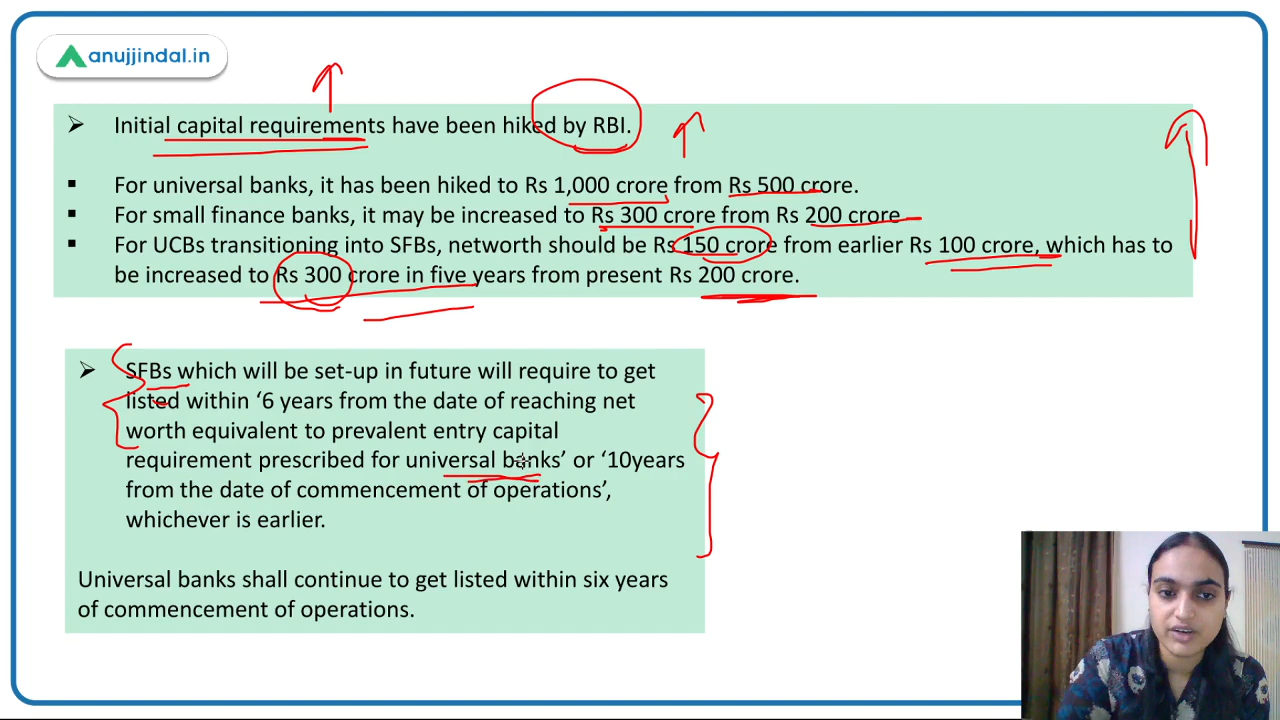 anujjindal.in
➢ Initial capital requirements have been hiked by RBI.
▪ For universal banks, it has been hiked to Rs 1,000 crore from Rs 500 crore.
▪ For small finance banks, it may be increased to Rs 300 crore from Rs 200 crore
▪ For UCBs transitioning into SFBs, networth should be Rs 150 crore from earlier Rs 100 crore, which has to
be increased to Rs 300 crore in five years from present Rs 200 crore.
➢ SFBs which will be set-up in future will require to get
listed within ‘6 years from the date of reaching net
worth equivalent to prevalent entry capital
requirement prescribed for universal banks’ or ‘10years
from the date of commencement of operations’,
whichever is earlier.
Universal banks shall continue to get listed within six years
of commencement of operations.